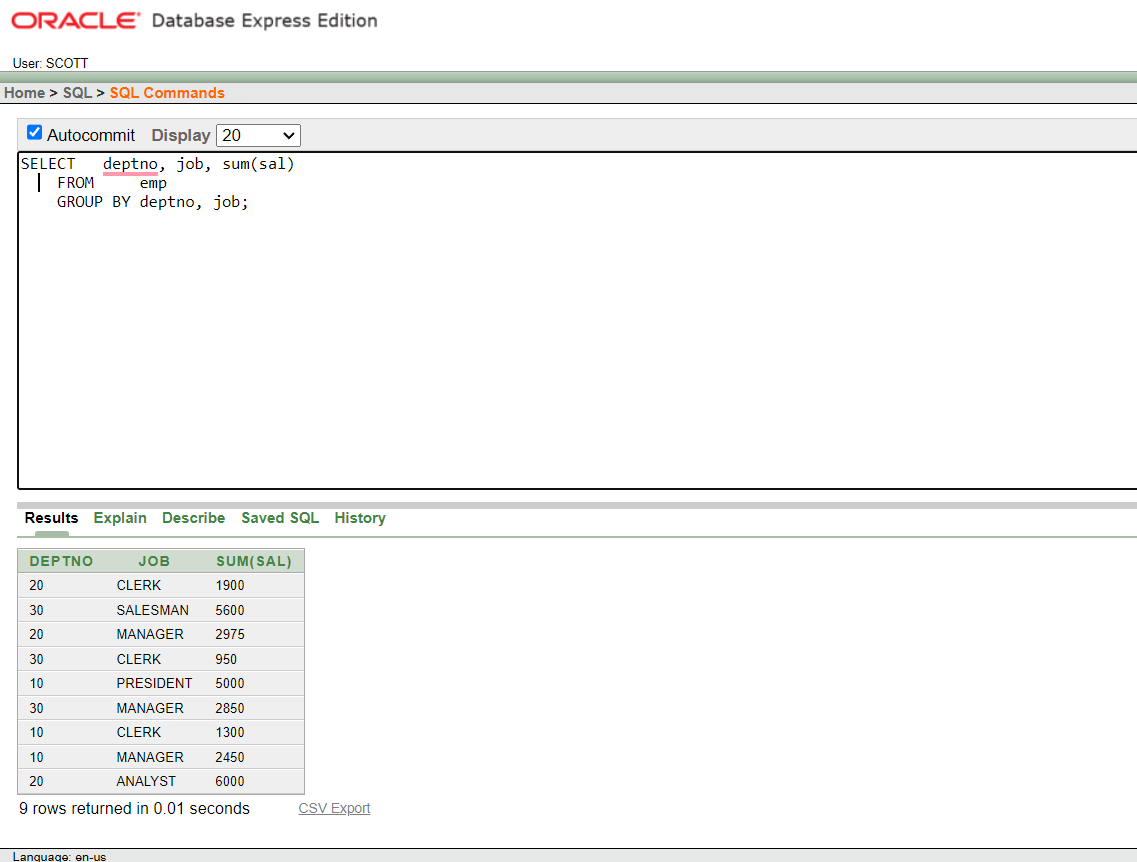 ORACLE Database Express Edition
User: SCOTT
Home > SQL > SQL Commands
Autocommit Display 20
SELECT   deptno, job, sum(sal)
    FROM     emp
    GROUP BY deptno, job;
Results Explain Describe Saved SQL History
DEPTNO JOB SUM(SAL)
20 CLERK 1900
30 SALESMAN 5600
20 MANAGER 2975
30 CLERK 950
10 PRESIDENT 5000
30 MANAGER 2850
10 CLERK 1300
10 MANAGER 2450
20 ANALYST 6000
9 rows returned in 0.01 seconds CSV Export
Language: en-us